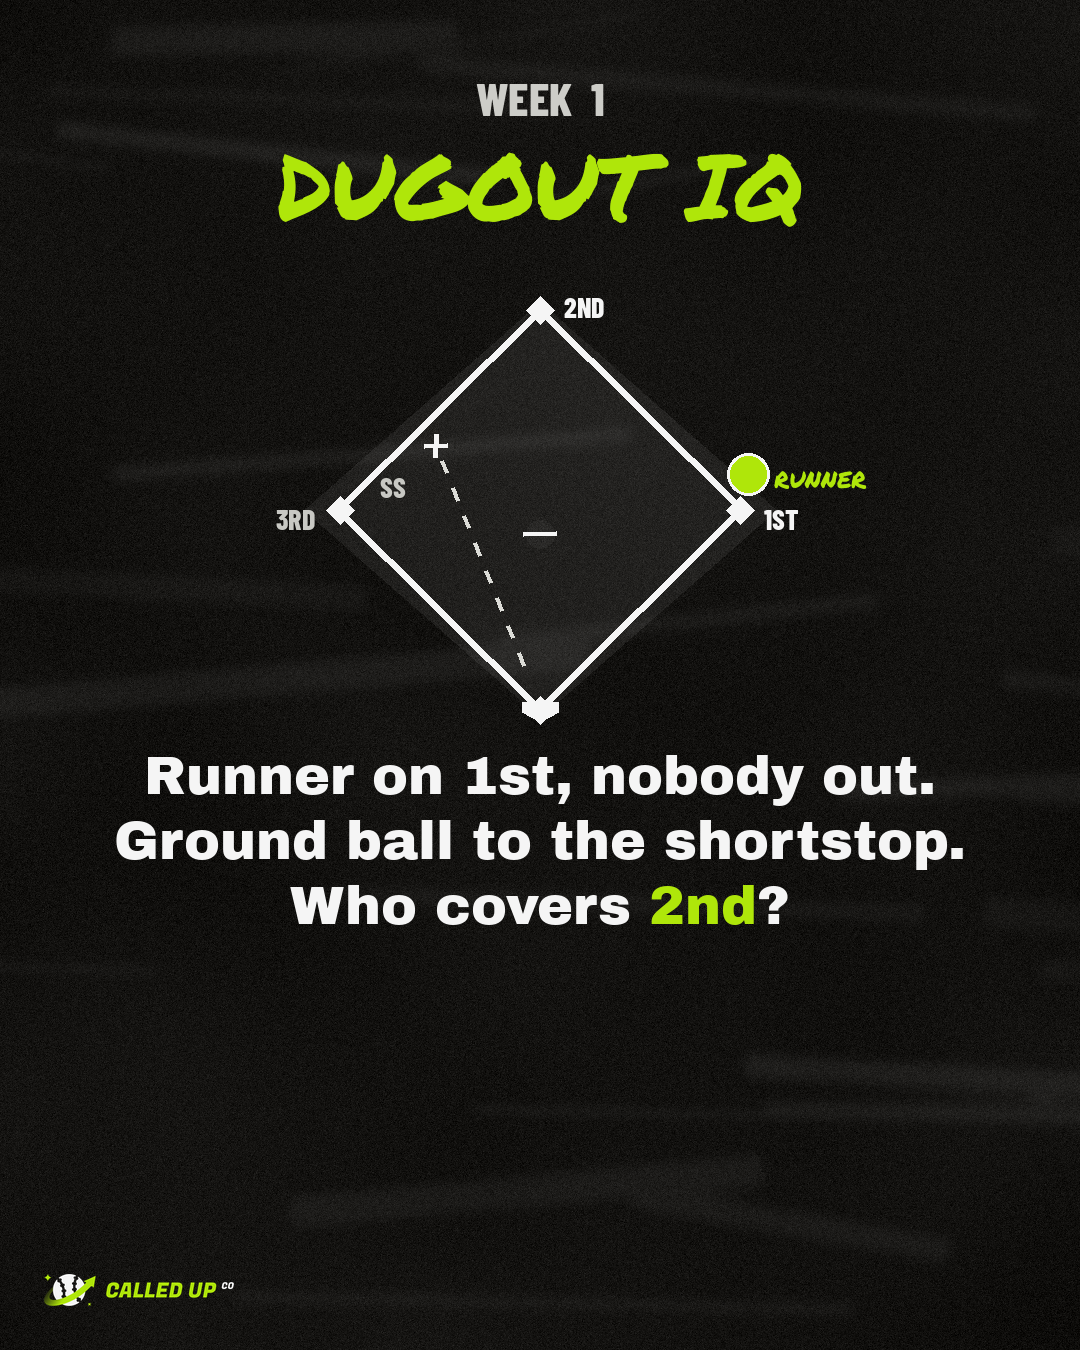 WEEK 1
DUGOUT IQ
2ND
RUNNER
SS
3RD
1ST
Runner on 1st, nobody out.
Ground ball to the shortstop.
Who covers 2nd?
CALLED UP CO